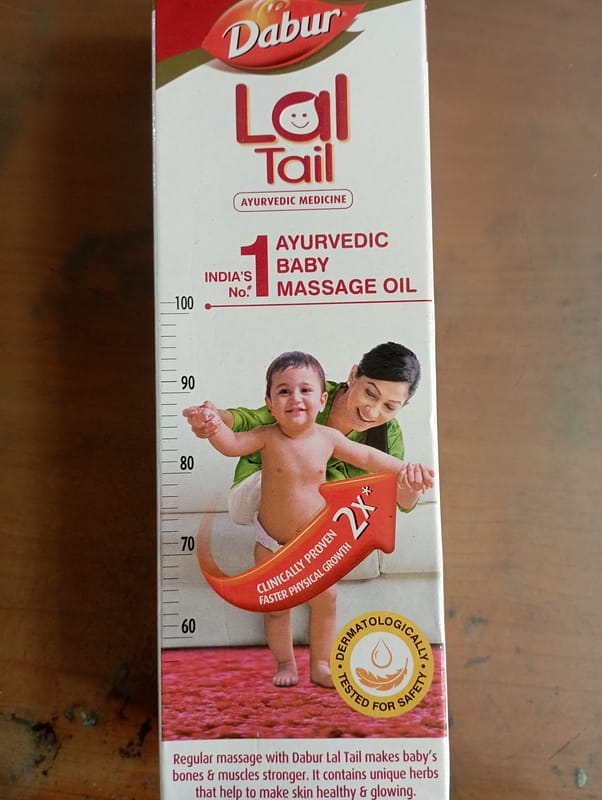 Dabur
Lal
Tail
AYURVEDIC MEDICINE
INDIA'S
No.#
1
AYURVEDIC
BABY
MASSAGE OIL
100
90
80
70
60
2x*
CLINICALLY PROVEN
FASTER PHYSICAL GROWTH
DERMATOLOGICALLY
TESTED FOR SAFETY
Regular massage with Dabur Lal Tail makes baby's
bones & muscles stronger. It contains unique herbs
that help to make skin healthy & glowing.